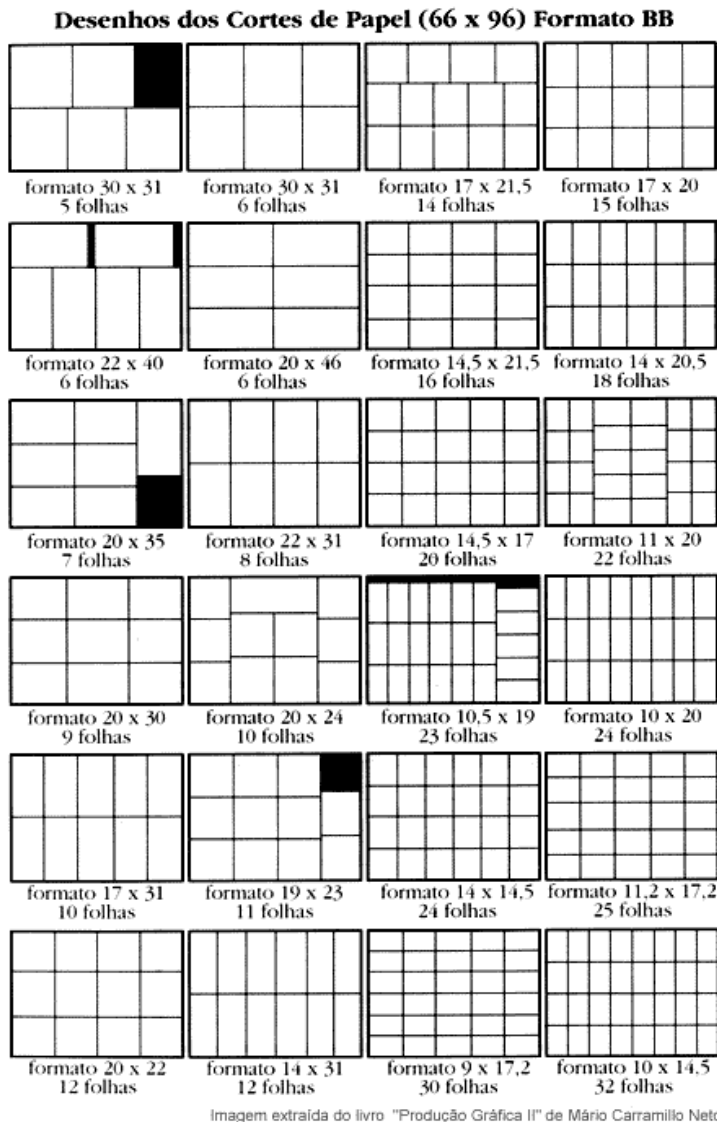 Desenhos dos Cortes de Papel (66 x 96) Formato BB
formato 30 x 31
5 folhas
formato 30 x 31
6 folhas
formato 17 x 21,5
14 folhas
formato 17 x 20
15 folhas
formato 22 x 40
6 folhas
formato 20 x 46
6 folhas
formato 14,5 x 21,5
16 folhas
formato 14 x 20,5
18 folhas
formato 20 x 35
7 folhas
formato 22 x 31
8 folhas
formato 14,5 x 17
20 folhas
formato 11 x 20
22 folhas
formato 20 x 30
9 folhas
formato 20 x 24
10 folhas
formato 10,5 x 19
23 folhas
formato 10 x 20
24 folhas
formato 17 x 31
10 folhas
formato 19 x 23
11 folhas
formato 14 x 14,5
24 folhas
formato 11,2 x 17,2
25 folhas
formato 20 x 22
12 folhas
formato 14 x 31
12 folhas
formato 9 x 17,2
30 folhas
formato 10 x 14,5
32 folhas
Imagem extraída do livro "Produção Gráfica II" de Mário Carramillo Neto